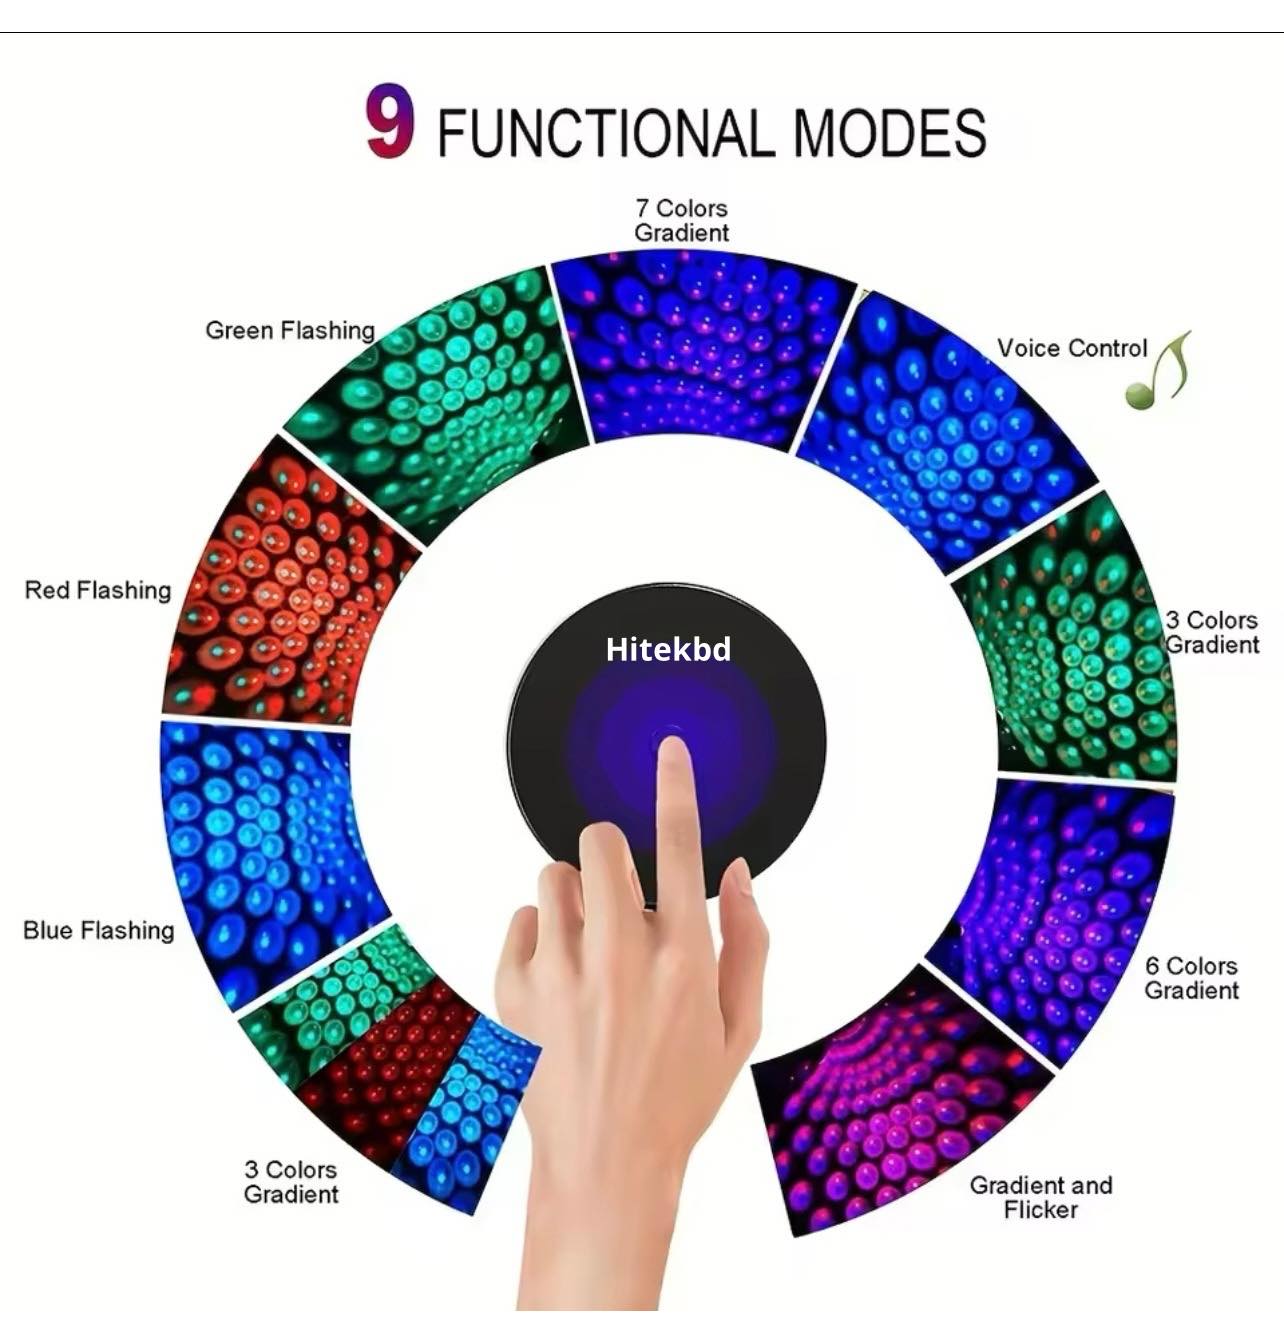 9 FUNCTIONAL MODES
7 Colors
Gradient
Green Flashing
Voice Control
Red Flashing
3 Colors
Gradient
Hitekbd
Blue Flashing
6 Colors
Gradient
3 Colors
Gradient
Gradient and
Flicker